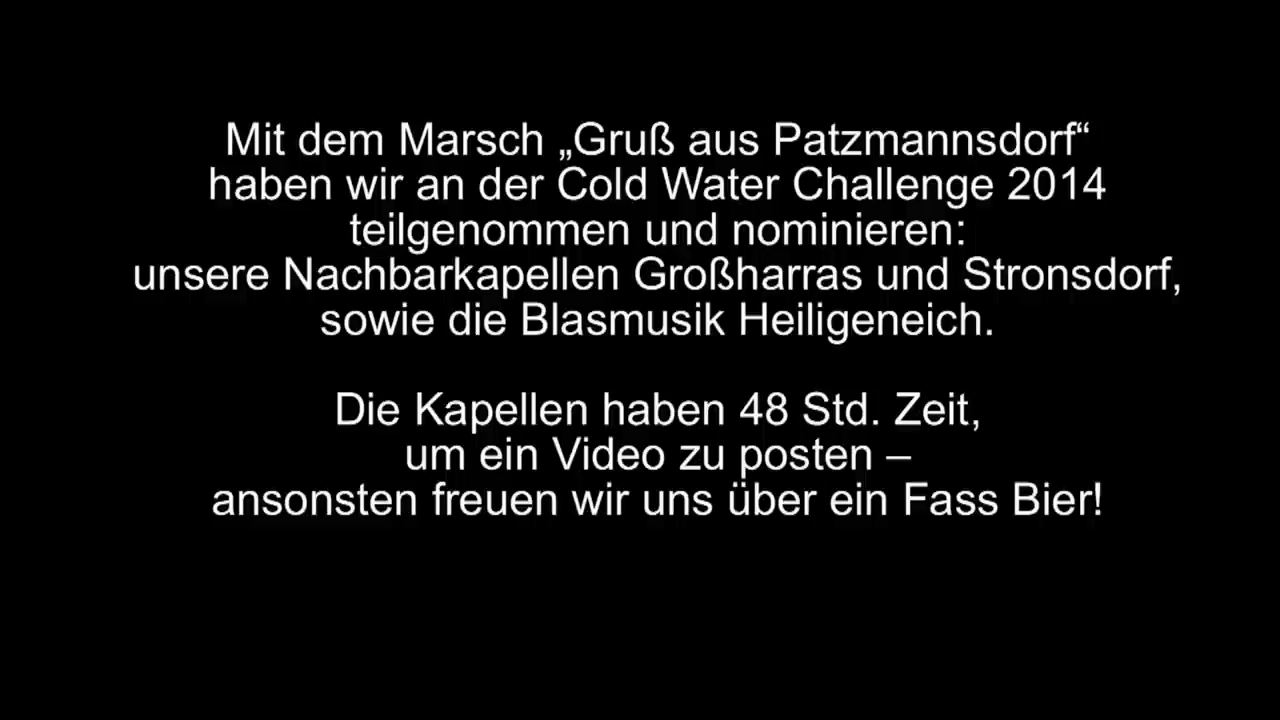 Mit dem Marsch „Gruß aus Patzmannsdorf“
haben wir an der Cold Water Challenge 2014
teilgenommen und nominieren:
unsere Nachbarkapellen Großharras und Stronsdorf,
sowie die Blasmusik Heiligeneich.
Die Kapellen haben 48 Std. Zeit,
um ein Video zu posten –
ansonsten freuen wir uns über ein Fass Bier!